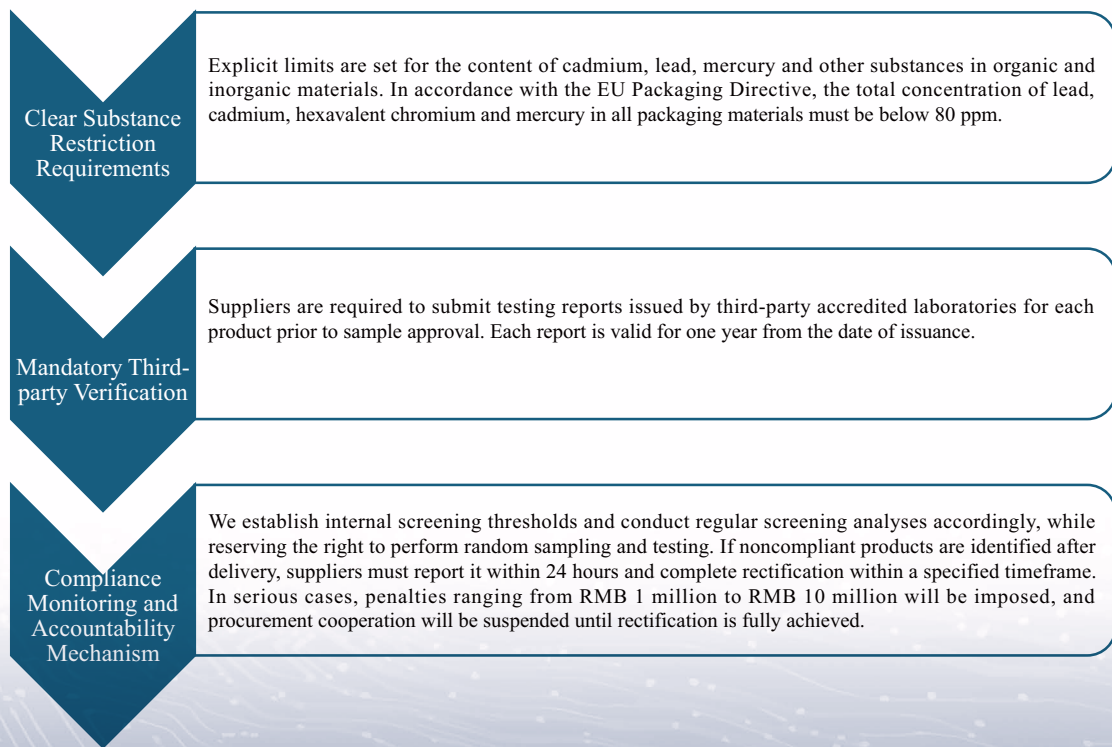 Clear Substance
Restriction
Requirements
Explicit limits are set for the content of cadmium, lead, mercury and other substances in organic and
inorganic materials. In accordance with the EU Packaging Directive, the total concentration of lead,
cadmium, hexavalent chromium and mercury in all packaging materials must be below 80 ppm.
Mandatory Third-
party Verification
Suppliers are required to submit testing reports issued by third-party accredited laboratories for each
product prior to sample approval. Each report is valid for one year from the date of issuance.
Compliance
Monitoring and
Accountability
Mechanism
We establish internal screening thresholds and conduct regular screening analyses accordingly, while
reserving the right to perform random sampling and testing. If noncompliant products are identified after
delivery, suppliers must report it within 24 hours and complete rectification within a specified timeframe.
In serious cases, penalties ranging from RMB 1 million to RMB 10 million will be imposed, and
procurement cooperation will be suspended until rectification is fully achieved.